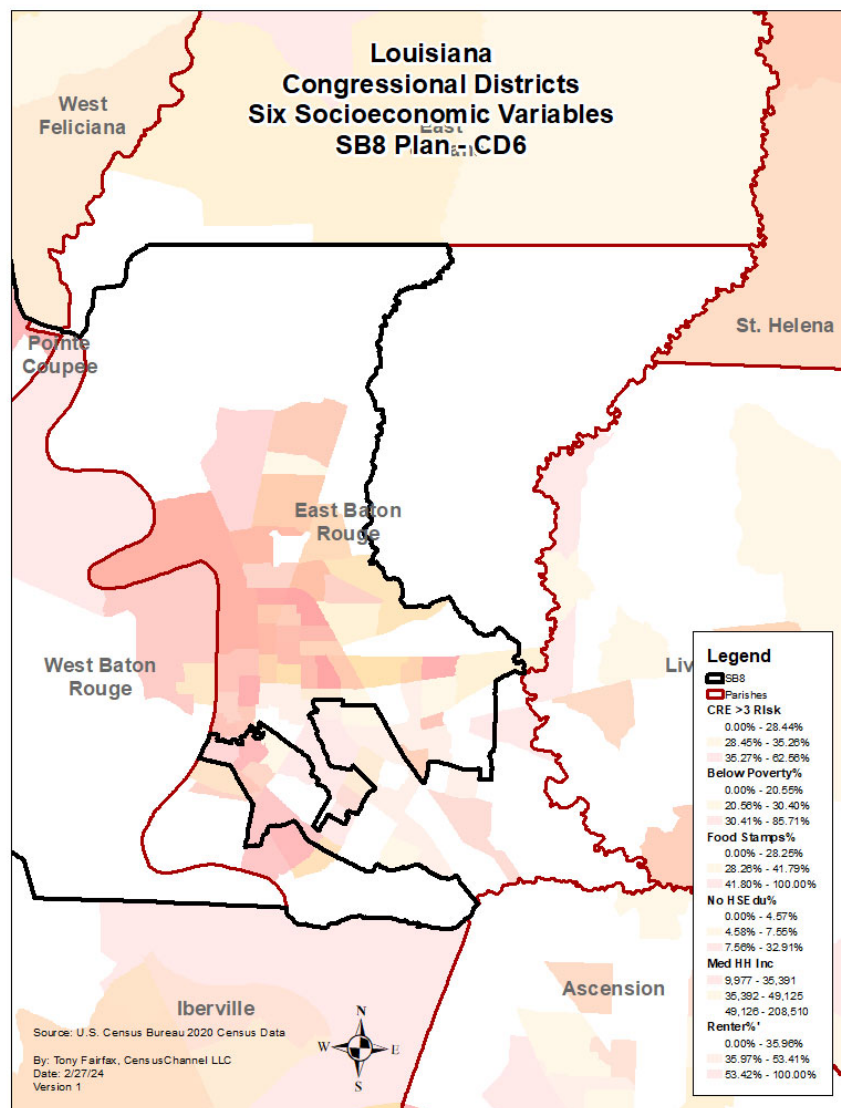 Louisiana
Congressional Districts
Six Socioeconomic Variables
SB8 Plan - CD6
West
Feliciana
East
St. Helena
Pointe
Coupee
East Baton
Rouge
West Baton
Rouge
Liv
Iberville
Ascension
Legend
SB8
Parishes
CRE >3 Risk
0.00% - 28.44%
28.45% - 35.26%
35.27% - 62.56%
Below Poverty%
0.00% - 20.55%
20.56% - 30.40%
30.41% - 85.71%
Food Stamps%
0.00% - 28.25%
28.26% - 41.79%
41.80% - 100.00%
No HSEdu%
0.00% - 4.57%
4.58% - 7.55%
7.56% - 32.91%
Med HH Inc
9,977 - 35,391
35,392 - 49,125
49,126 - 208,510
Renter%'
0.00% - 35.96%
35.97% - 53.41%
53.42% - 100.00%
Source: U.S. Census Bureau 2020 Census Data
By: Tony Fairfax, CensusChannel LLC
Date: 2/27/24
Version 1
N
W E
S